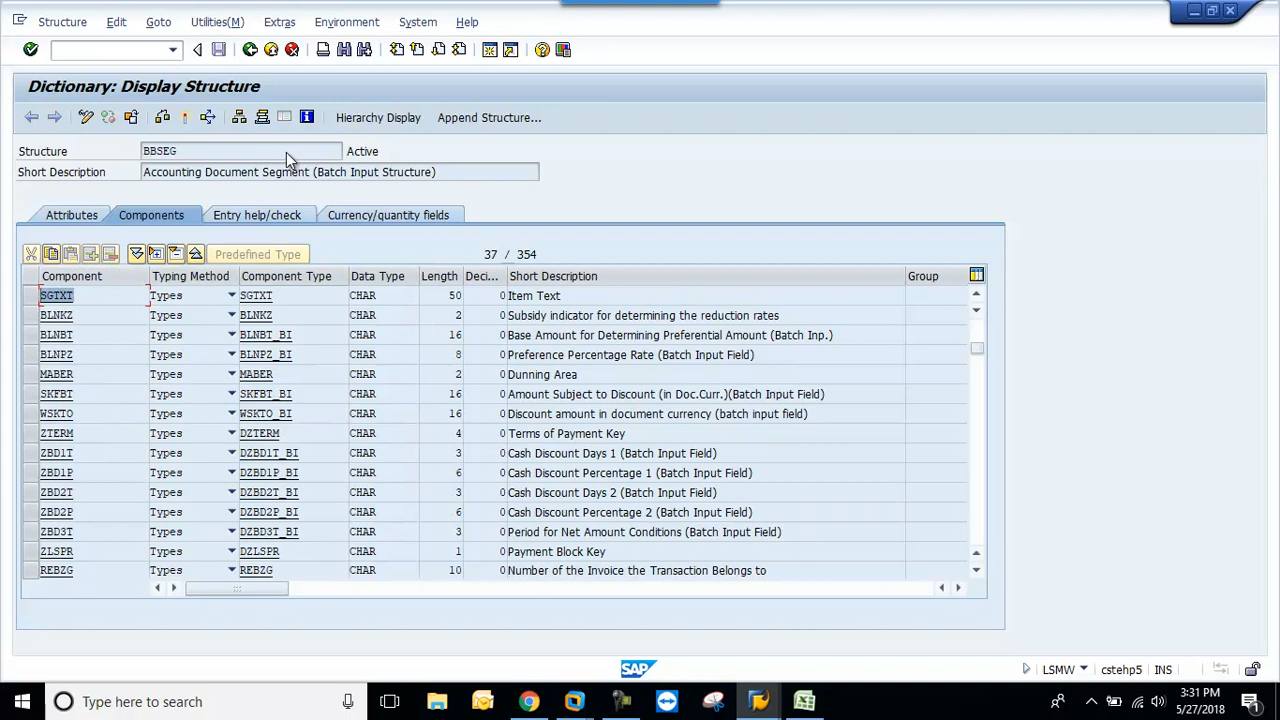 Structure Edit Goto Utilities(M) Extras Environment System Help
Dictionary: Display Structure
Hierarchy Display Append Structure...
Structure BBSEG Active
Short Description Accounting Document Segment (Batch Input Structure)
Attributes Components Entry help/check Currency/quantity fields
Predefined Type 37 / 354
Component Typing Method Component Type Data Type Length Deci... Short Description Group
SGTXT Types SGTXT CHAR 50 0 Item Text
BLNKZ Types BLNKZ CHAR 2 0 Subsidy indicator for determining the reduction rates
BLNBT Types BLNBT_BI CHAR 16 0 Base Amount for Determining Preferential Amount (Batch Inp.)
BLNPZ Types BLNPZ_BI CHAR 8 0 Preference Percentage Rate (Batch Input Field)
MABER Types MABER CHAR 2 0 Dunning Area
SKFBT Types SKFBT_BI CHAR 16 0 Amount Subject to Discount (in Doc.Curr.)(Batch Input Field)
WSKTO Types WSKTO_BI CHAR 16 0 Discount amount in document currency (batch input field)
ZTERM Types DZTERM CHAR 4 0 Terms of Payment Key
ZBD1T Types DZBD1T_BI CHAR 3 0 Cash Discount Days 1 (Batch Input Field)
ZBD1P Types DZBD1P_BI CHAR 6 0 Cash Discount Percentage 1 (Batch Input Field)
ZBD2T Types DZBD2T_BI CHAR 3 0 Cash Discount Days 2 (Batch Input Field)
ZBD2P Types DZBD2P_BI CHAR 6 0 Cash Discount Percentage 2 (Batch Input Field)
ZBD3T Types DZBD3T_BI CHAR 3 0 Period for Net Amount Conditions (Batch Input Field)
ZLSPR Types DZLSPR CHAR 1 0 Payment Block Key
REBZG Types REBZG CHAR 10 0 Number of the Invoice the Transaction Belongs to
SAP LSMW cstehp5 INS
Type here to search
3:31 PM
5/27/2018
1